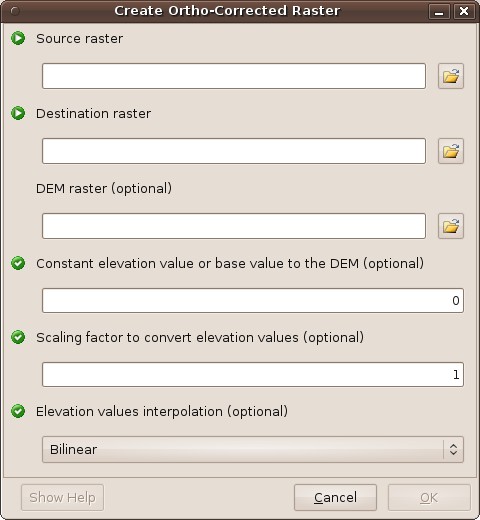 Create Ortho-Corrected Raster
Source raster
Destination raster
DEM raster (optional)
Constant elevation value or base value to the DEM (optional)
0
Scaling factor to convert elevation values (optional)
1
Elevation values interpolation (optional)
Bilinear
Show Help
Cancel
OK